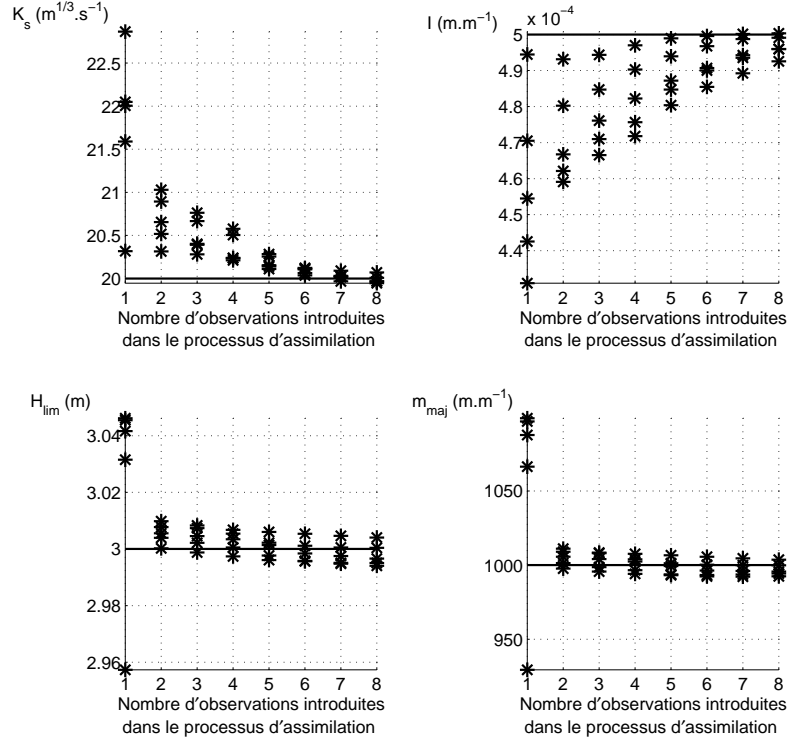 K_s (m^1/3.s^−1)
22.5
22
21.5
21
20.5
20
1 2 3 4 5 6 7 8
Nombre d′observations introduites
dans le processus d′assimilation
I (m.m^−1)
x 10^−4
5
4.9
4.8
4.7
4.6
4.5
4.4
1 2 3 4 5 6 7 8
Nombre d′observations introduites
dans le processus d′assimilation
H_lim (m)
3.04
3.02
3
2.98
2.96
1 2 3 4 5 6 7 8
Nombre d′observations introduites
dans le processus d′assimilation
m_maj (m.m^−1)
1050
1000
950
1 2 3 4 5 6 7 8
Nombre d′observations introduites
dans le processus d′assimilation